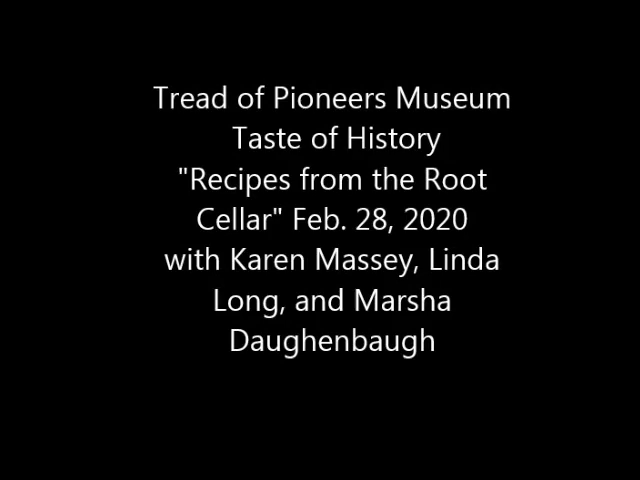 Tread of Pioneers Museum
Taste of History
"Recipes from the Root
Cellar" Feb. 28, 2020
with Karen Massey, Linda
Long, and Marsha
Daughenbaugh